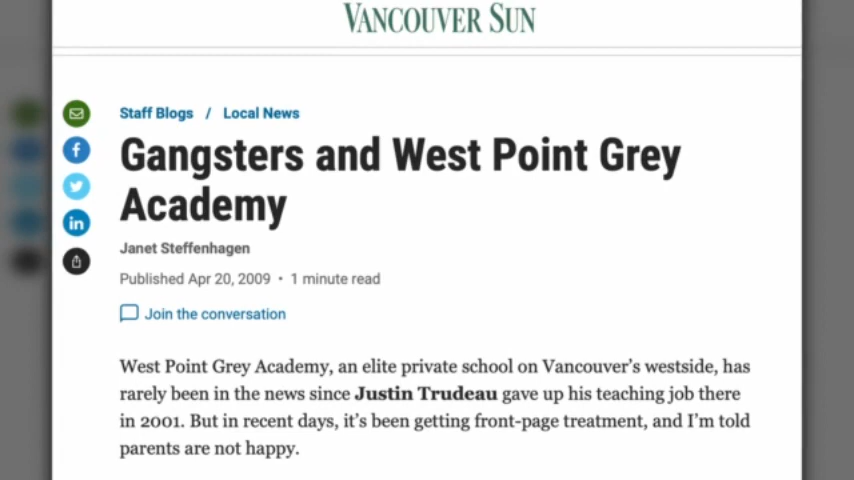 VANCOUVER SUN
Staff Blogs / Local News
Gangsters and West Point Grey
Academy
Janet Steffenhagen
Published Apr 20, 2009 • 1 minute read
Join the conversation
West Point Grey Academy, an elite private school on Vancouver's westside, has
rarely been in the news since Justin Trudeau gave up his teaching job there
in 2001. But in recent days, it's been getting front-page treatment, and I'm told
parents are not happy.